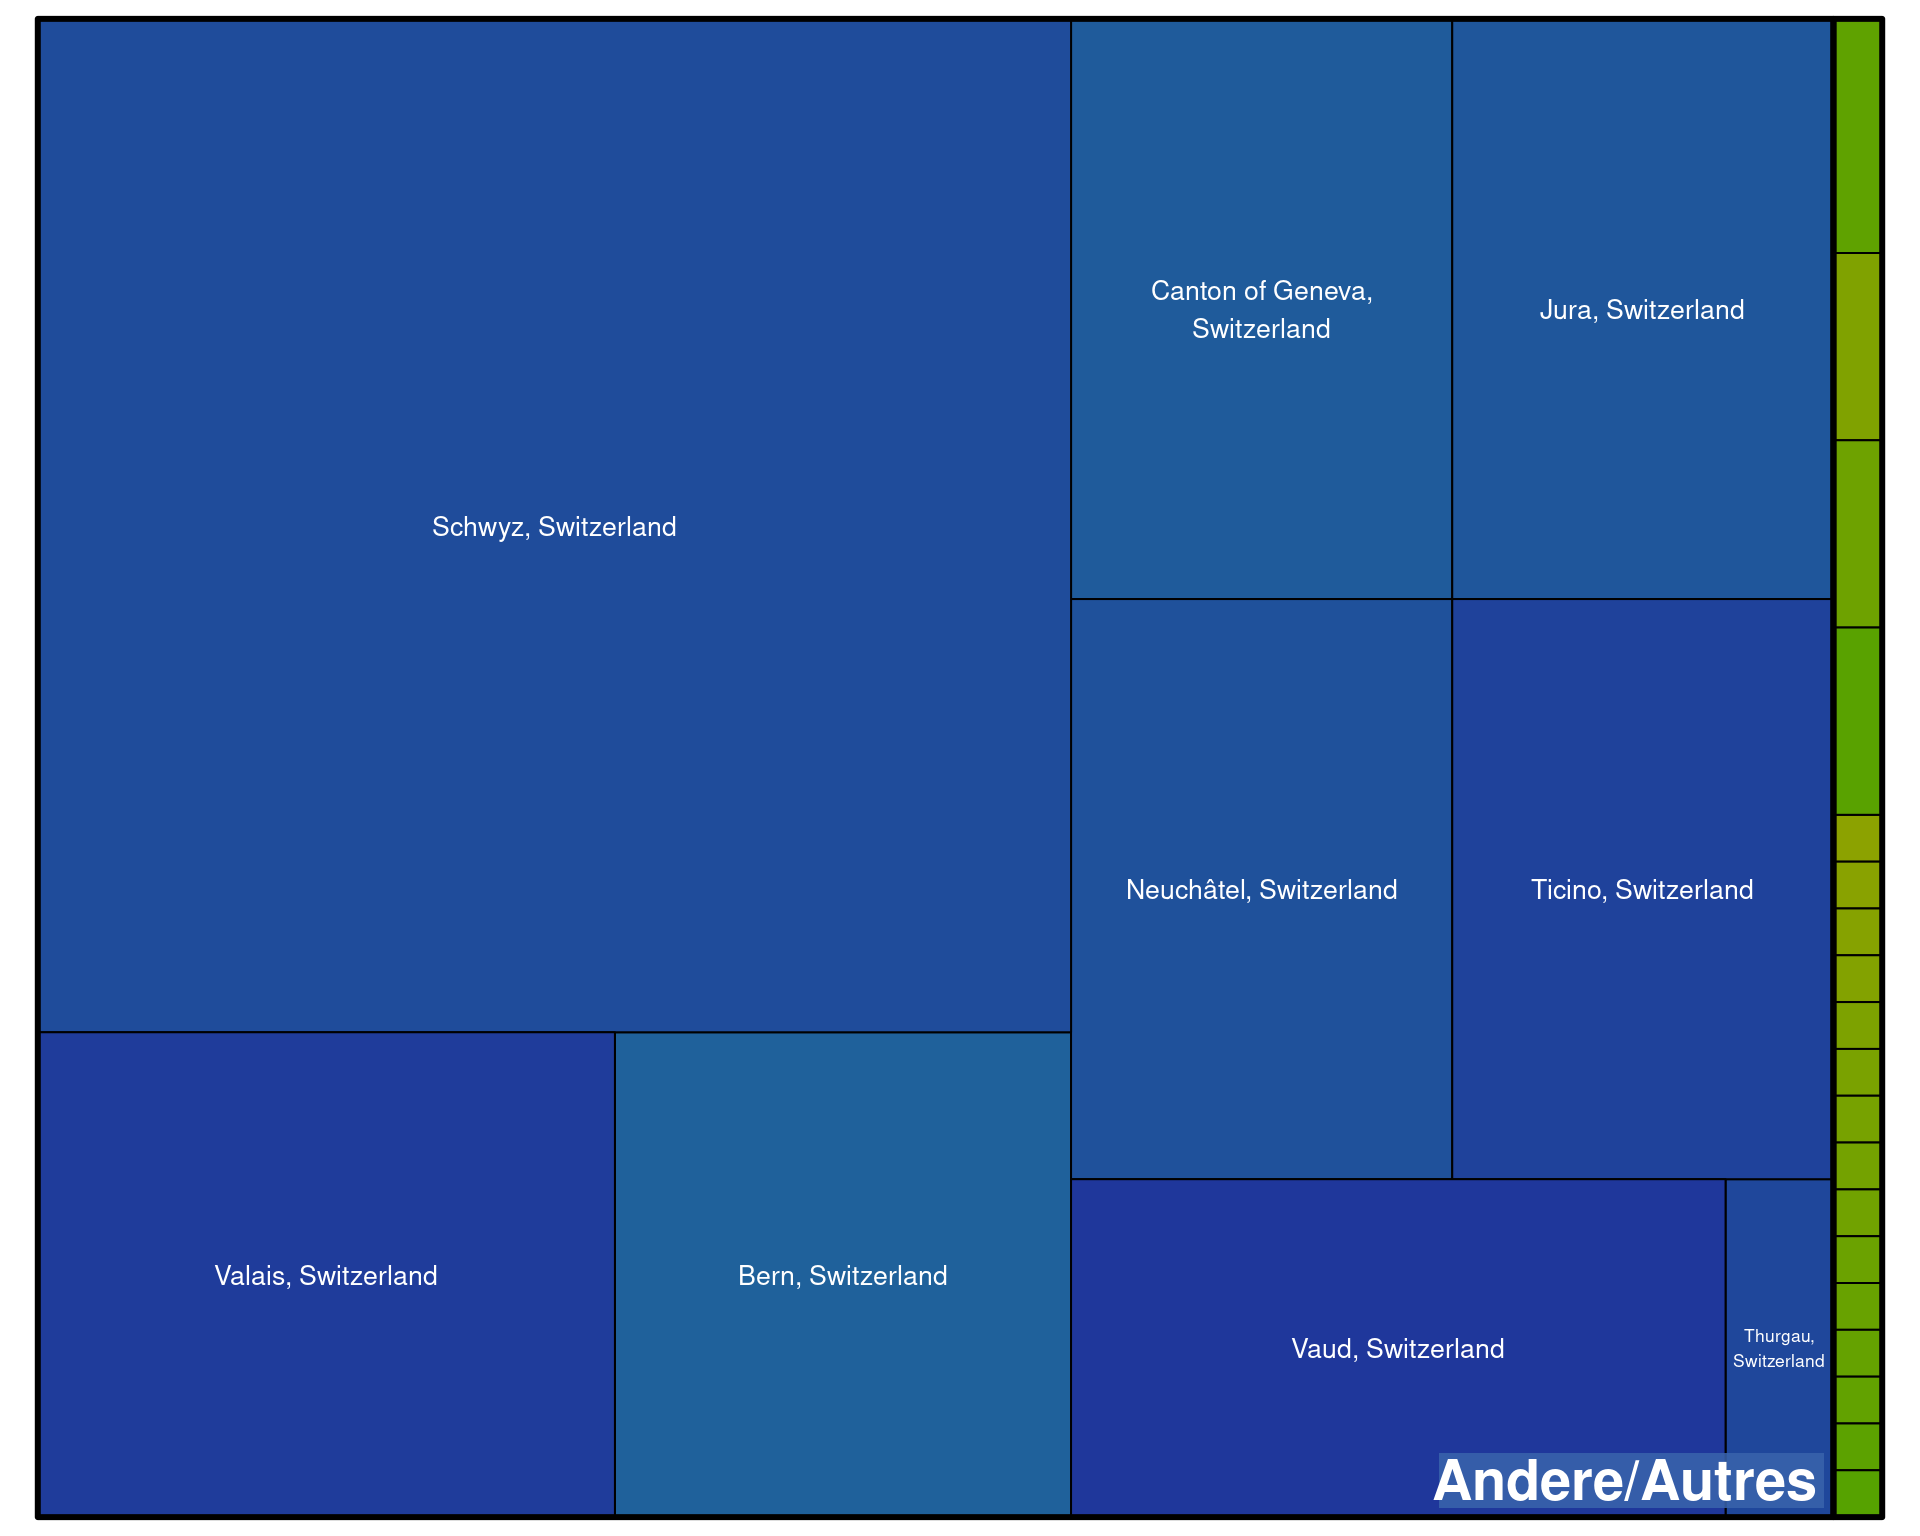 Schwyz, Switzerland
Canton of Geneva,
Switzerland
Jura, Switzerland
Neuchâtel, Switzerland
Ticino, Switzerland
Valais, Switzerland
Bern, Switzerland
Vaud, Switzerland
Thurgau,
Switzerland
Andere/Autres